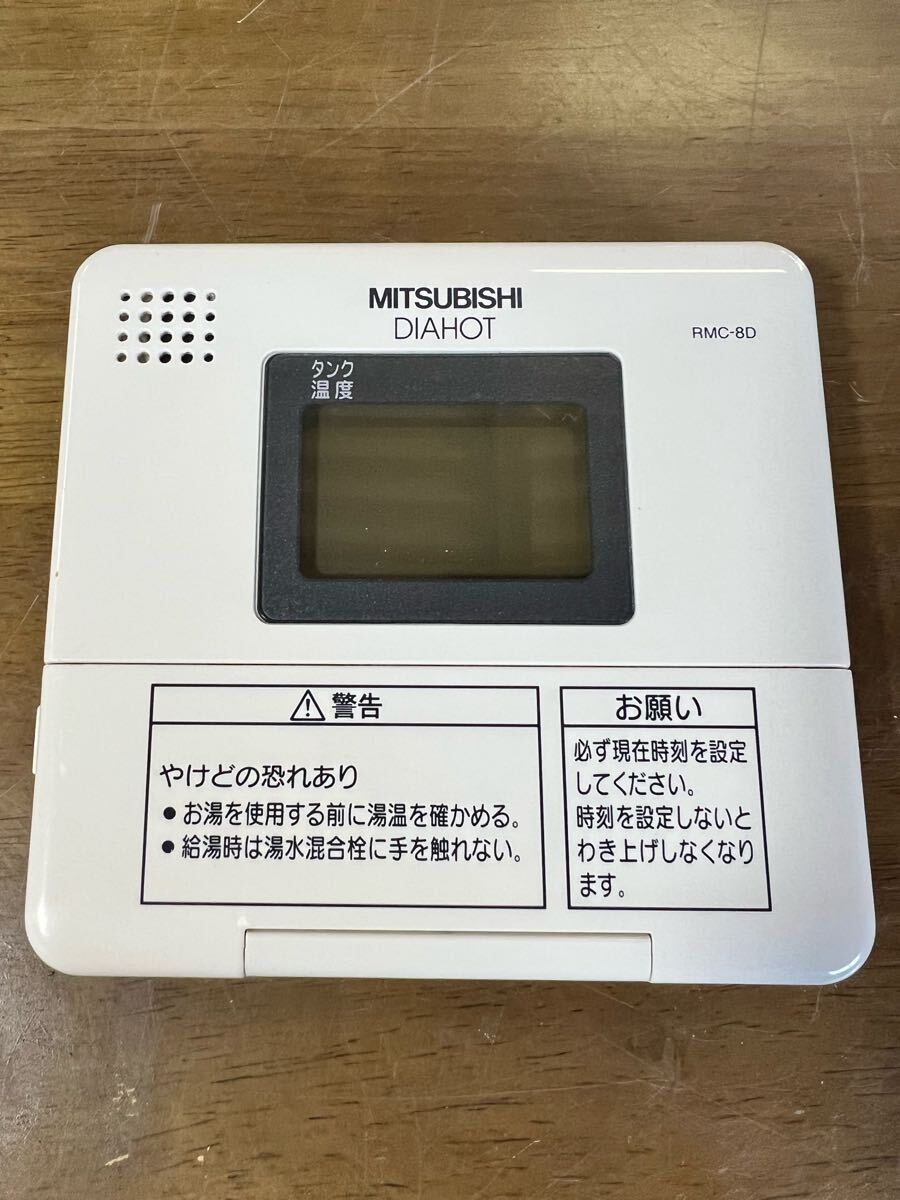 MITSUBISHI
DIAHOT
RMC-8D
タンク
温度
⚠警告
やけどの恐れあり
● お湯を使用する前に湯温を確かめる。
● 給湯時は湯水混合栓に手を触れない。
お願い
必ず現在時刻を設定
してください。
時刻を設定しないと
わき上げしなくなり
ます。